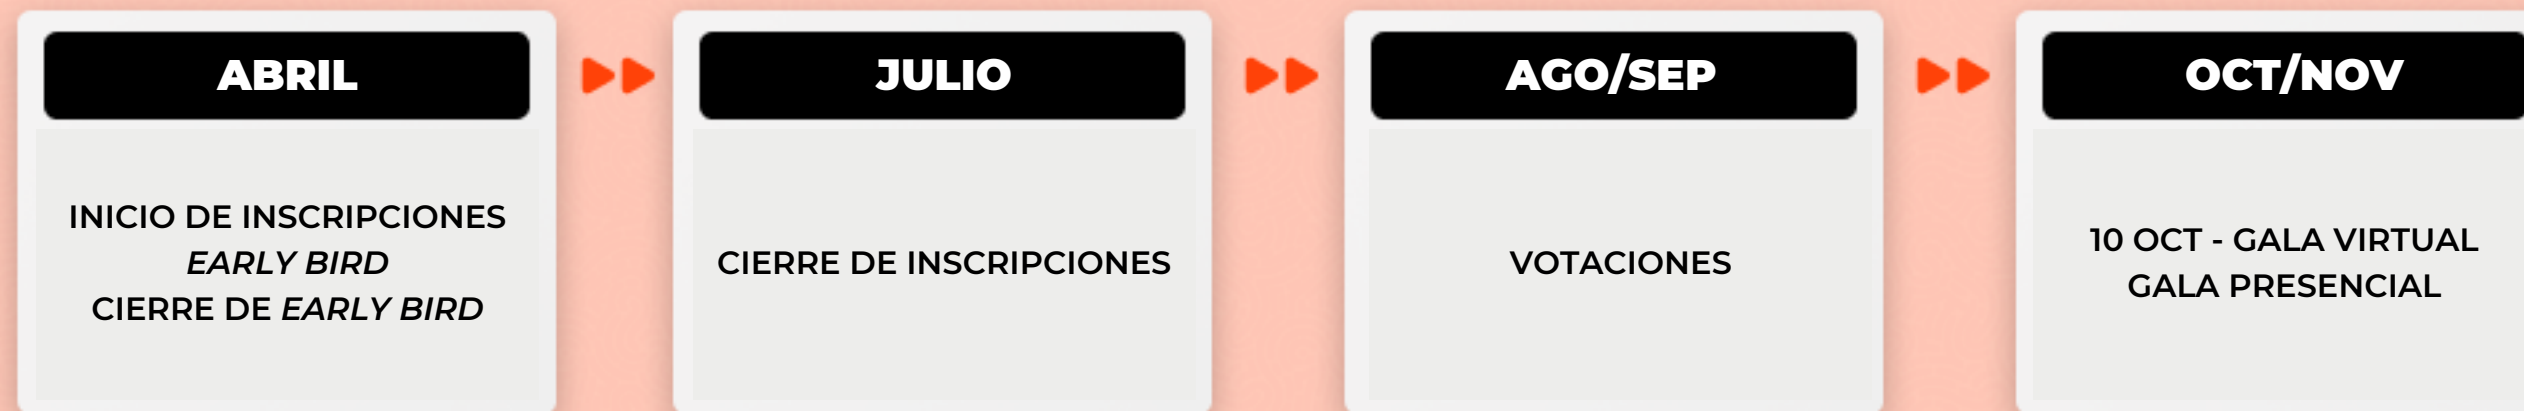 ABRIL
INICIO DE INSCRIPCIONES
EARLY BIRD
CIERRE DE EARLY BIRD
JULIO
CIERRE DE INSCRIPCIONES
AGO/SEP
VOTACIONES
OCT/NOV
10 OCT - GALA VIRTUAL
GALA PRESENCIAL